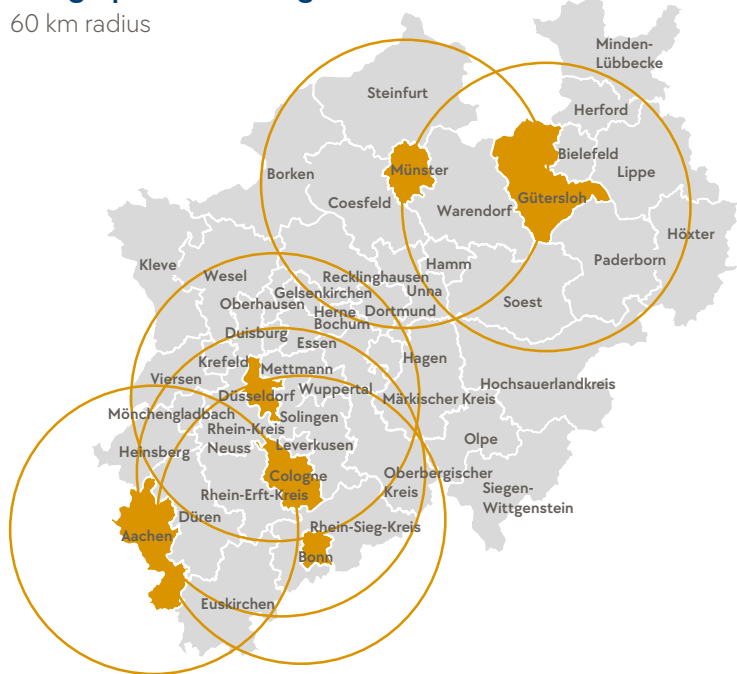 60 km radius
Minden-
Lübbecke
Steinfurt
Herford
Bielefeld
Münster
Borken
Lippe
Gütersloh
Coesfeld
Warendorf
Höxter
Paderborn
Kleve
Hamm
Wesel
Recklinghausen
Gelsenkirchen
Unna
Oberhausen
Soest
Herne
Dortmund
Bochum
Duisburg
Essen
Hagen
Krefeld
Mettmann
Viersen
Hochsauerlandkreis
Wuppertal
Düsseldorf
Märkischer Kreis
Mönchengladbach
Solingen
Rhein-Kreis
Neuss
Olpe
Leverkusen
Heinsberg
Oberbergischer
Kreis
Cologne
Siegen-
Wittgenstein
Rhein-Erft-Kreis
Düren
Rhein-Sieg-Kreis
Aachen
Bonn
Euskirchen